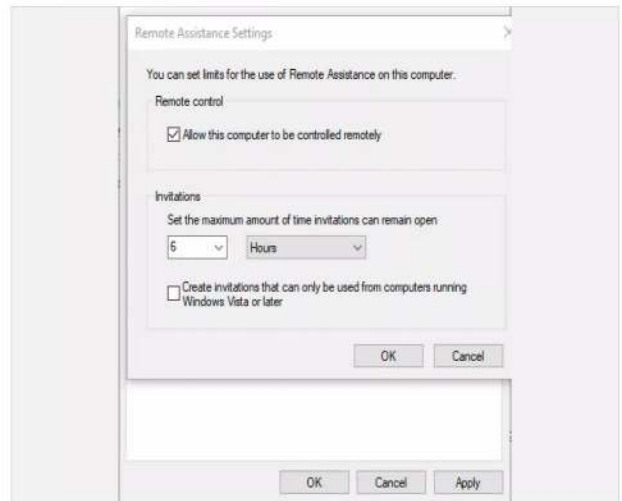 Remote Assistance Settings
You can set limits for the use of Remote Assistance on this computer.
Remote control
Allow this computer to be controlled remotely
Invitations
Set the maximum amount of time invitations can remain open
6 Hours
Create invitations that can only be used from computers running
Windows Vista or later
OK Cancel
OK Cancel Apply